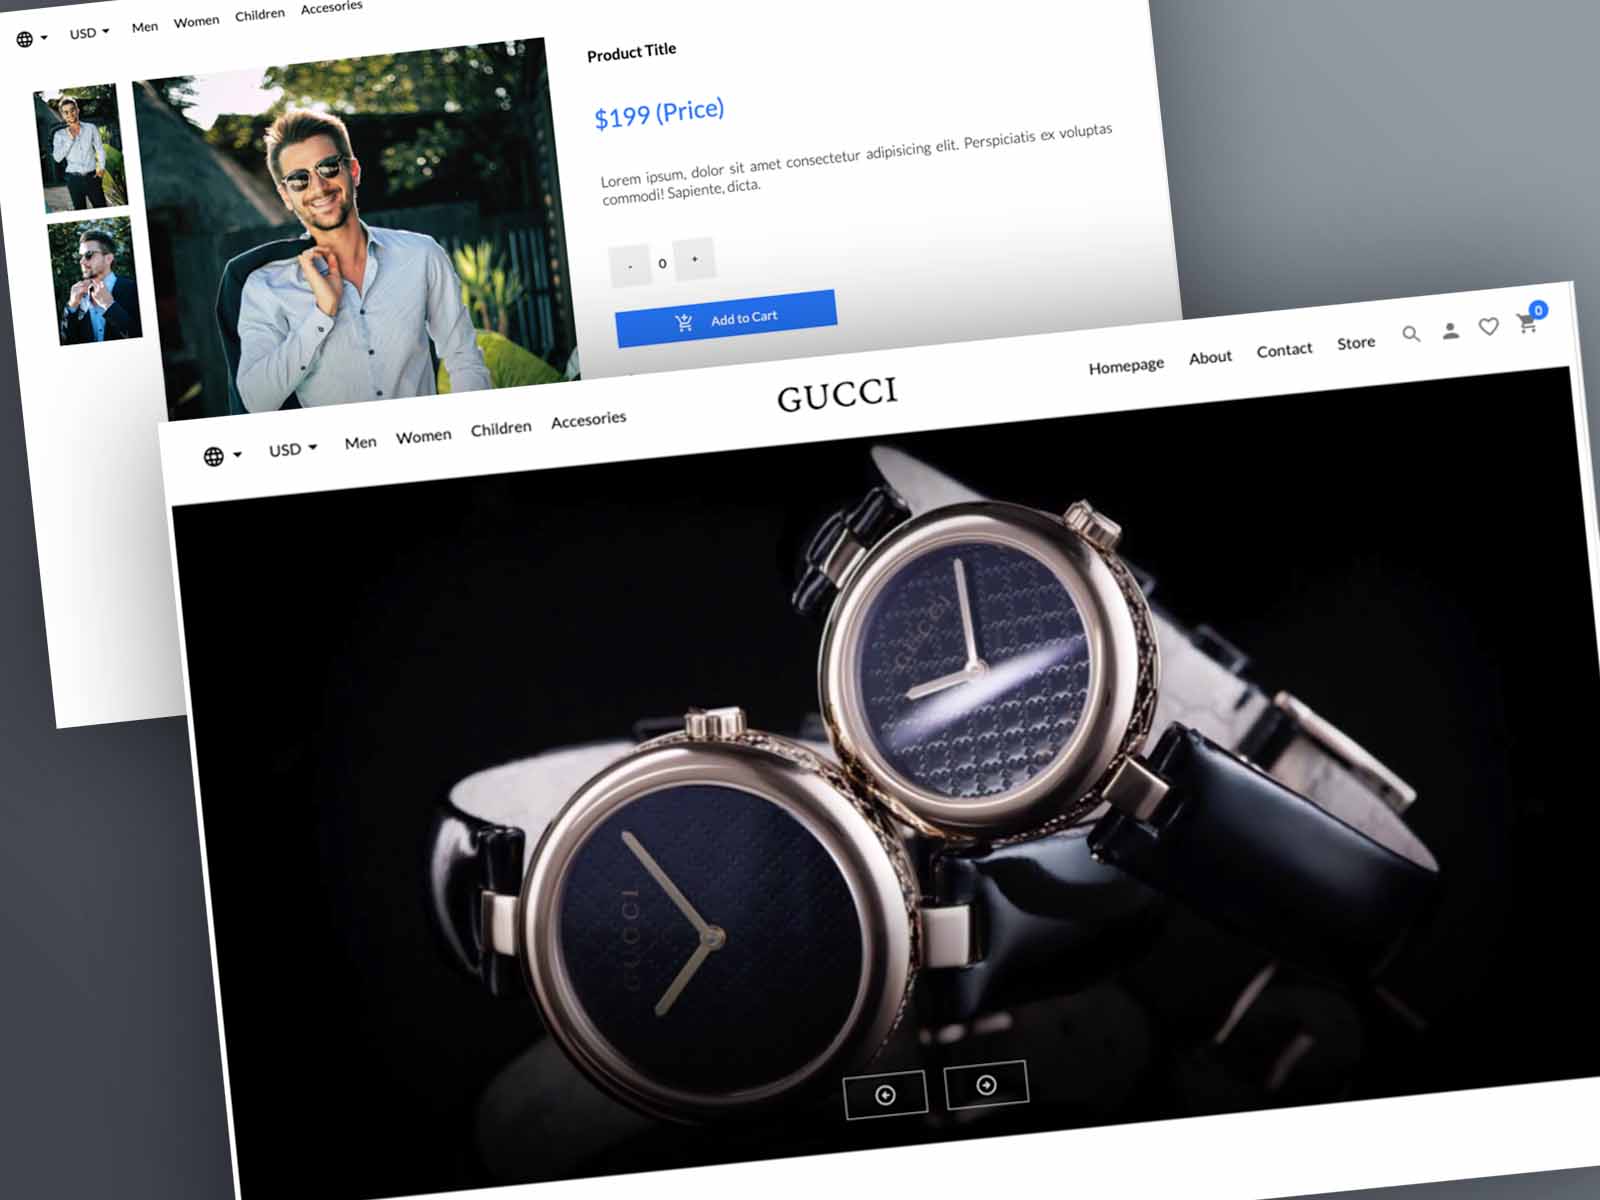 USD Men Women Children Accesories
Product Title
$199 (Price)
Lorem ipsum, dolor sit amet consectetur adipisicing elit. Perspiciatis ex voluptas
commodi! Sapiente, dicta.
- 0 +
Add to Cart
USD Men Women Children Accesories
GUCCI
Homepage About Contact Store 0
GUCCI
GUCCI